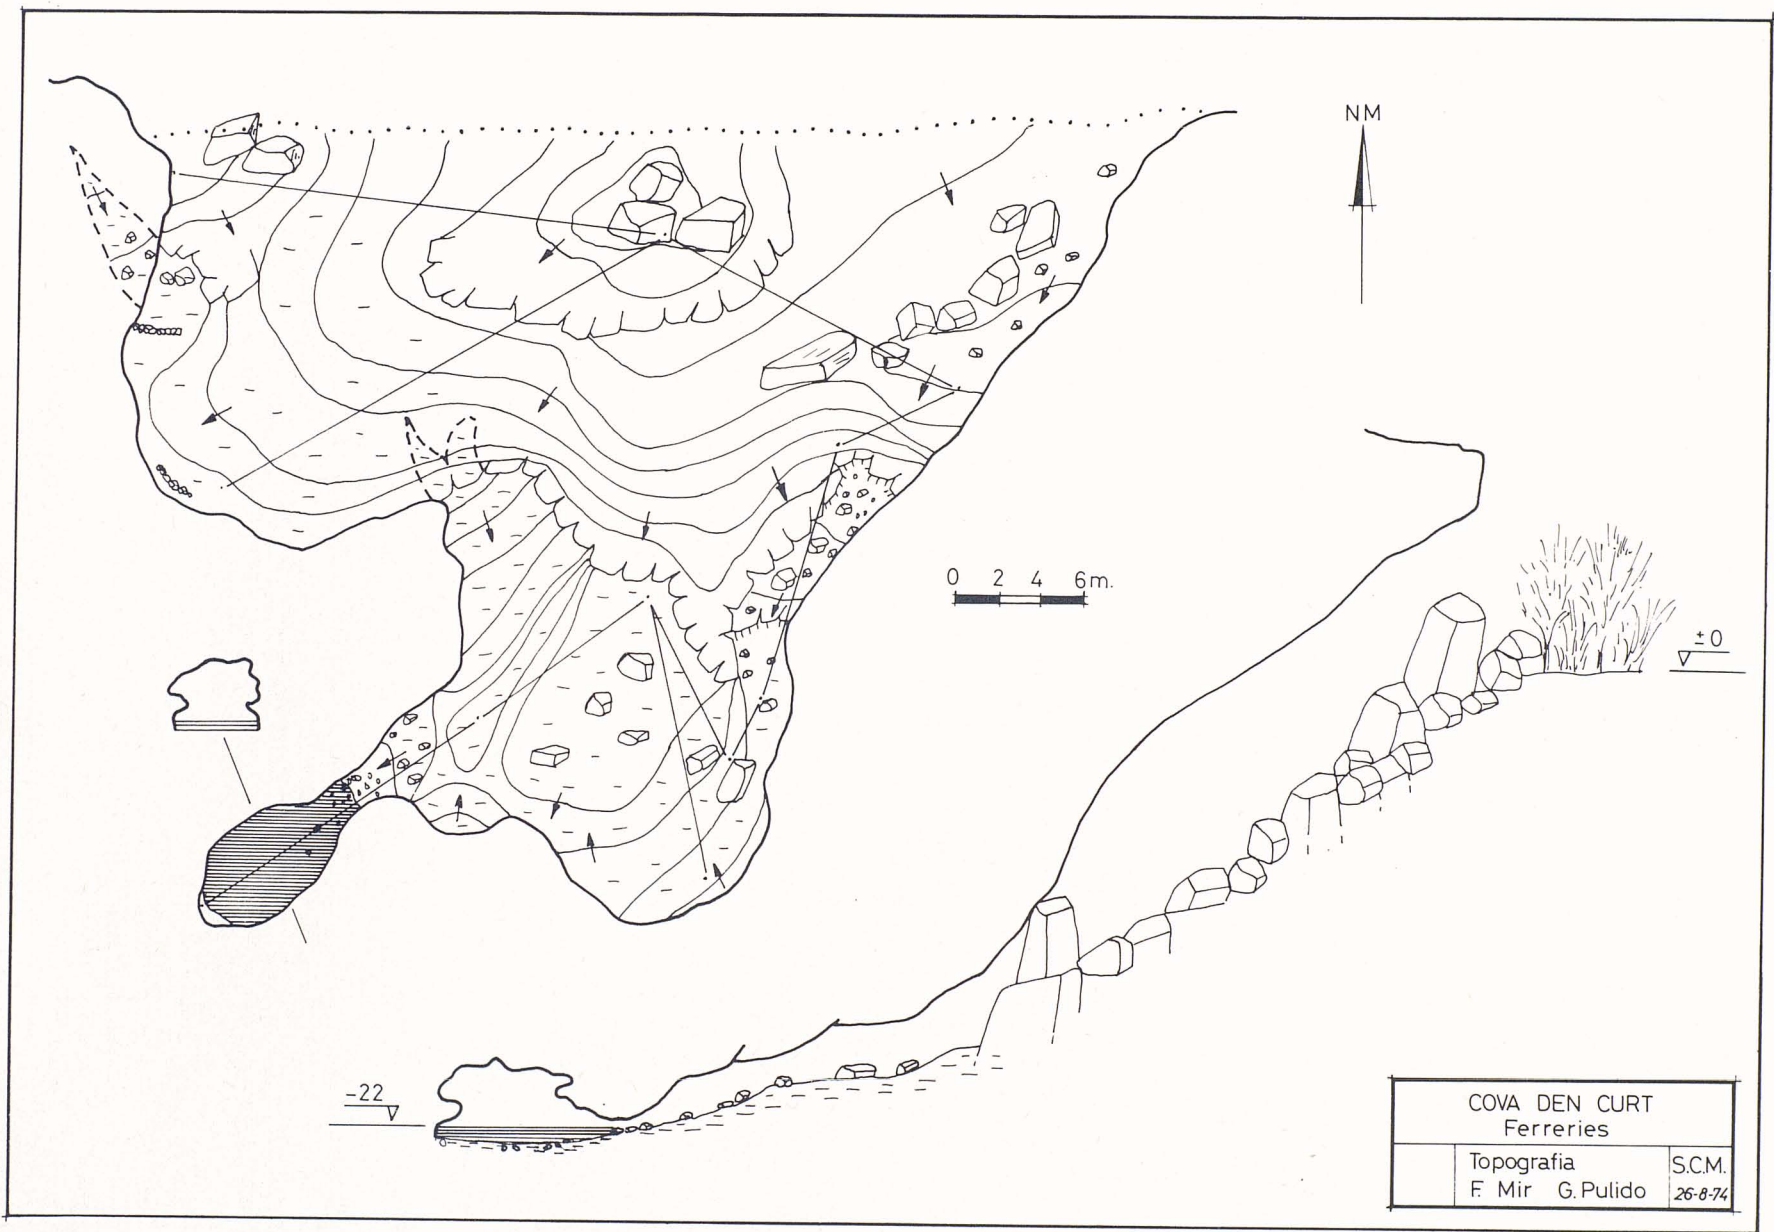 NM
0 2 4 6m.
±0
-22
COVA DEN CURT
Ferreries
Topografia
F. Mir G. Pulido
S.C.M.
26-8-74